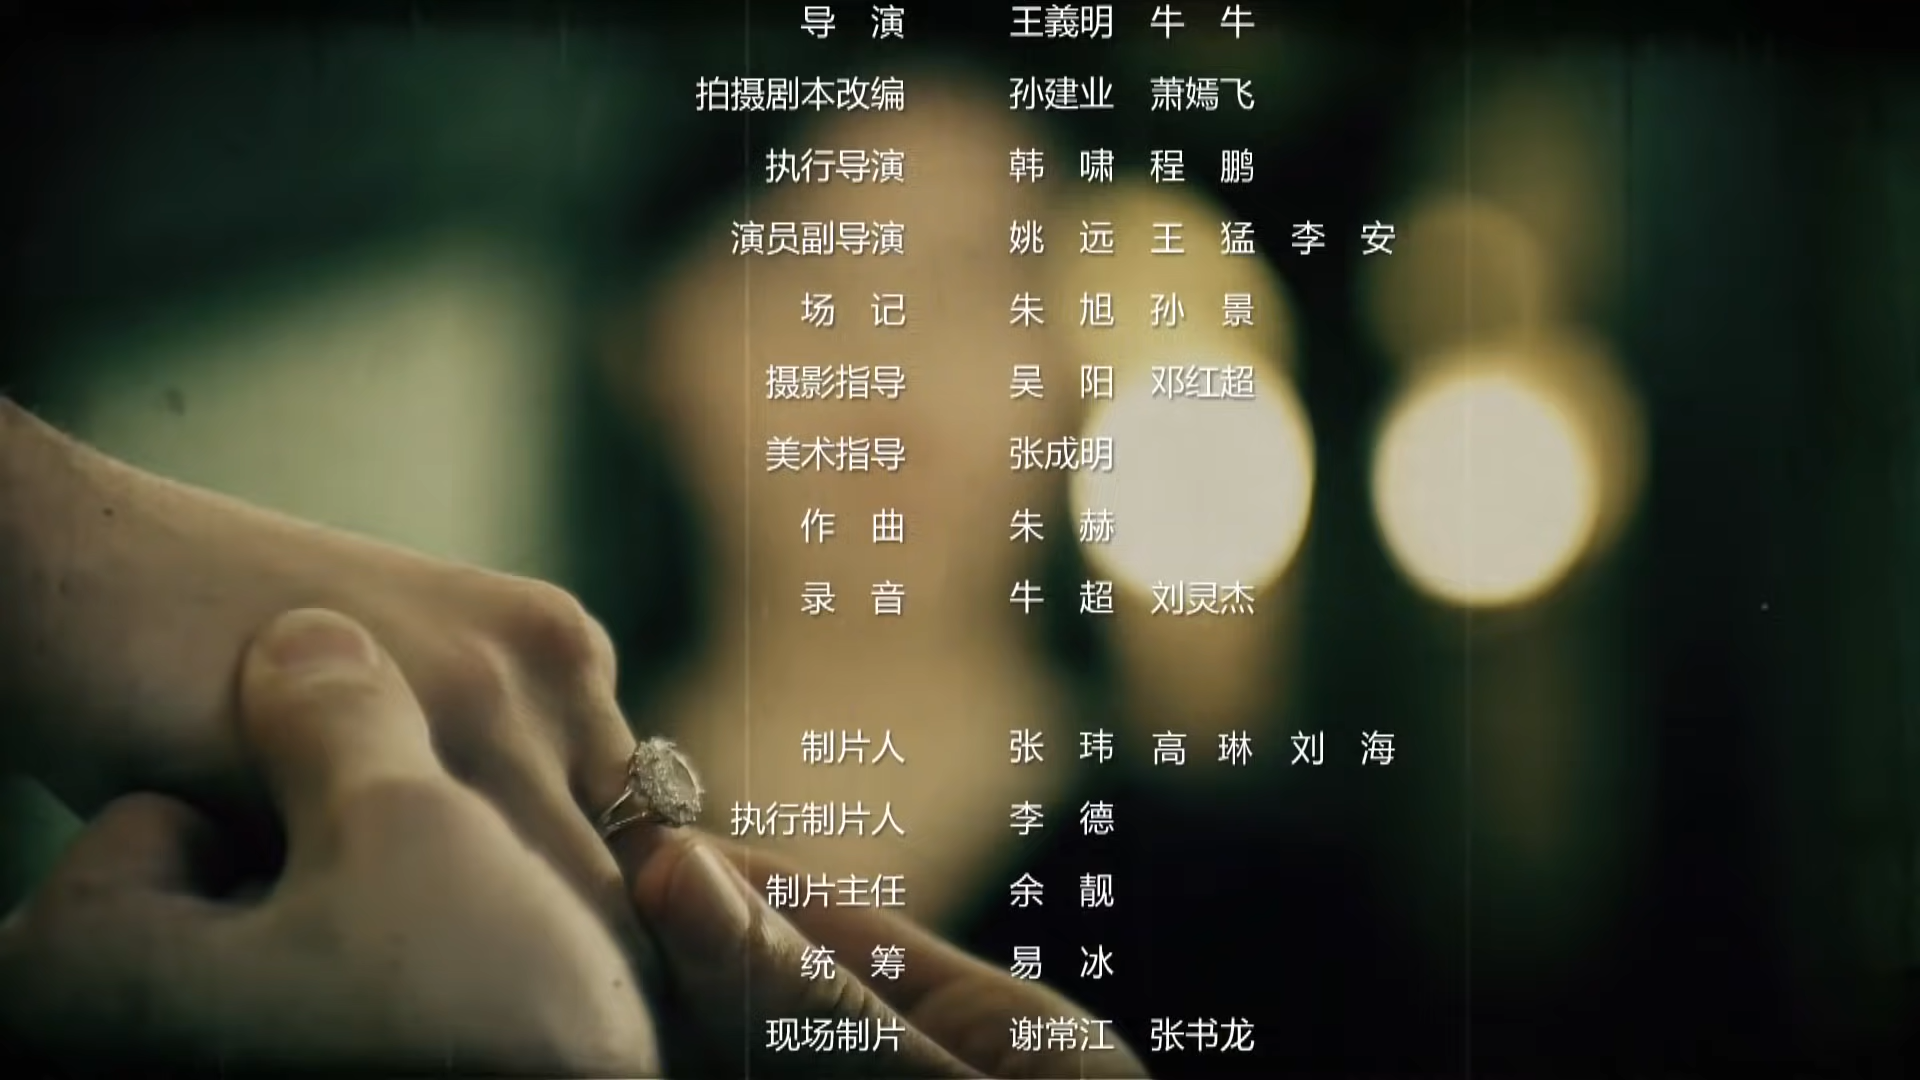 导 演 王義明 牛 牛
拍摄剧本改编 孙建业 萧嫣飞
执行导演 韩 啸 程 鹏
演员副导演 姚 远 王 猛 李 安
场 记 朱 旭 孙 景
摄影指导 吴 阳 邓红超
美术指导 张成明
作 曲 朱 赫
录 音 牛 超 刘灵杰
制片人 张 玮 高 琳 刘 海
执行制片人 李 德
制片主任 余 靓
统 筹 易 冰
现场制片 谢常江 张书龙